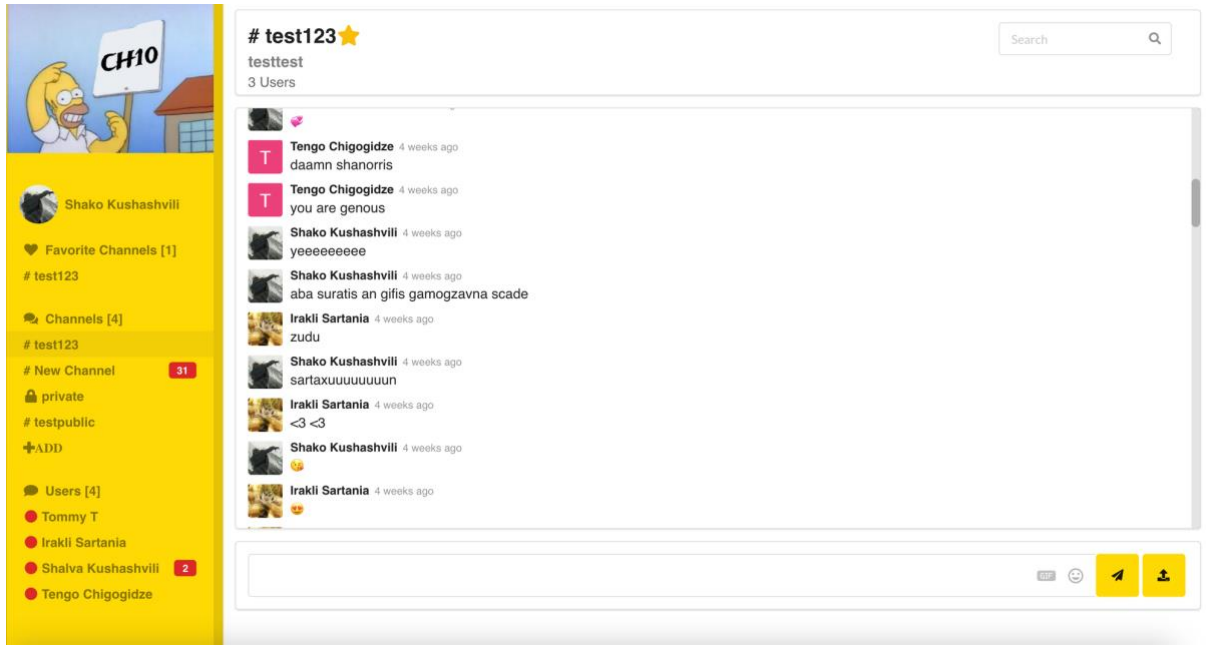 CH10
Shako Kushashvili
Favorite Channels [1]
# test123
Channels [4]
# test123
# New Channel 31
private
# testpublic
ADD
Users [4]
Tommy T
Irakli Sartania
Shalva Kushashvili 2
Tengo Chigogidze
# test123
testtest
3 Users
Search
T
Tengo Chigogidze 4 weeks ago
daamn shanorris
T
Tengo Chigogidze 4 weeks ago
you are genous
Shako Kushashvili 4 weeks ago
yeeeeeeeee
Shako Kushashvili 4 weeks ago
aba suratis an gifis gamogzavna scade
Irakli Sartania 4 weeks ago
zudu
Shako Kushashvili 4 weeks ago
sartaxuuuuuuuun
Irakli Sartania 4 weeks ago
<3 <3
Shako Kushashvili 4 weeks ago
😘
Irakli Sartania 4 weeks ago
😍
GIF